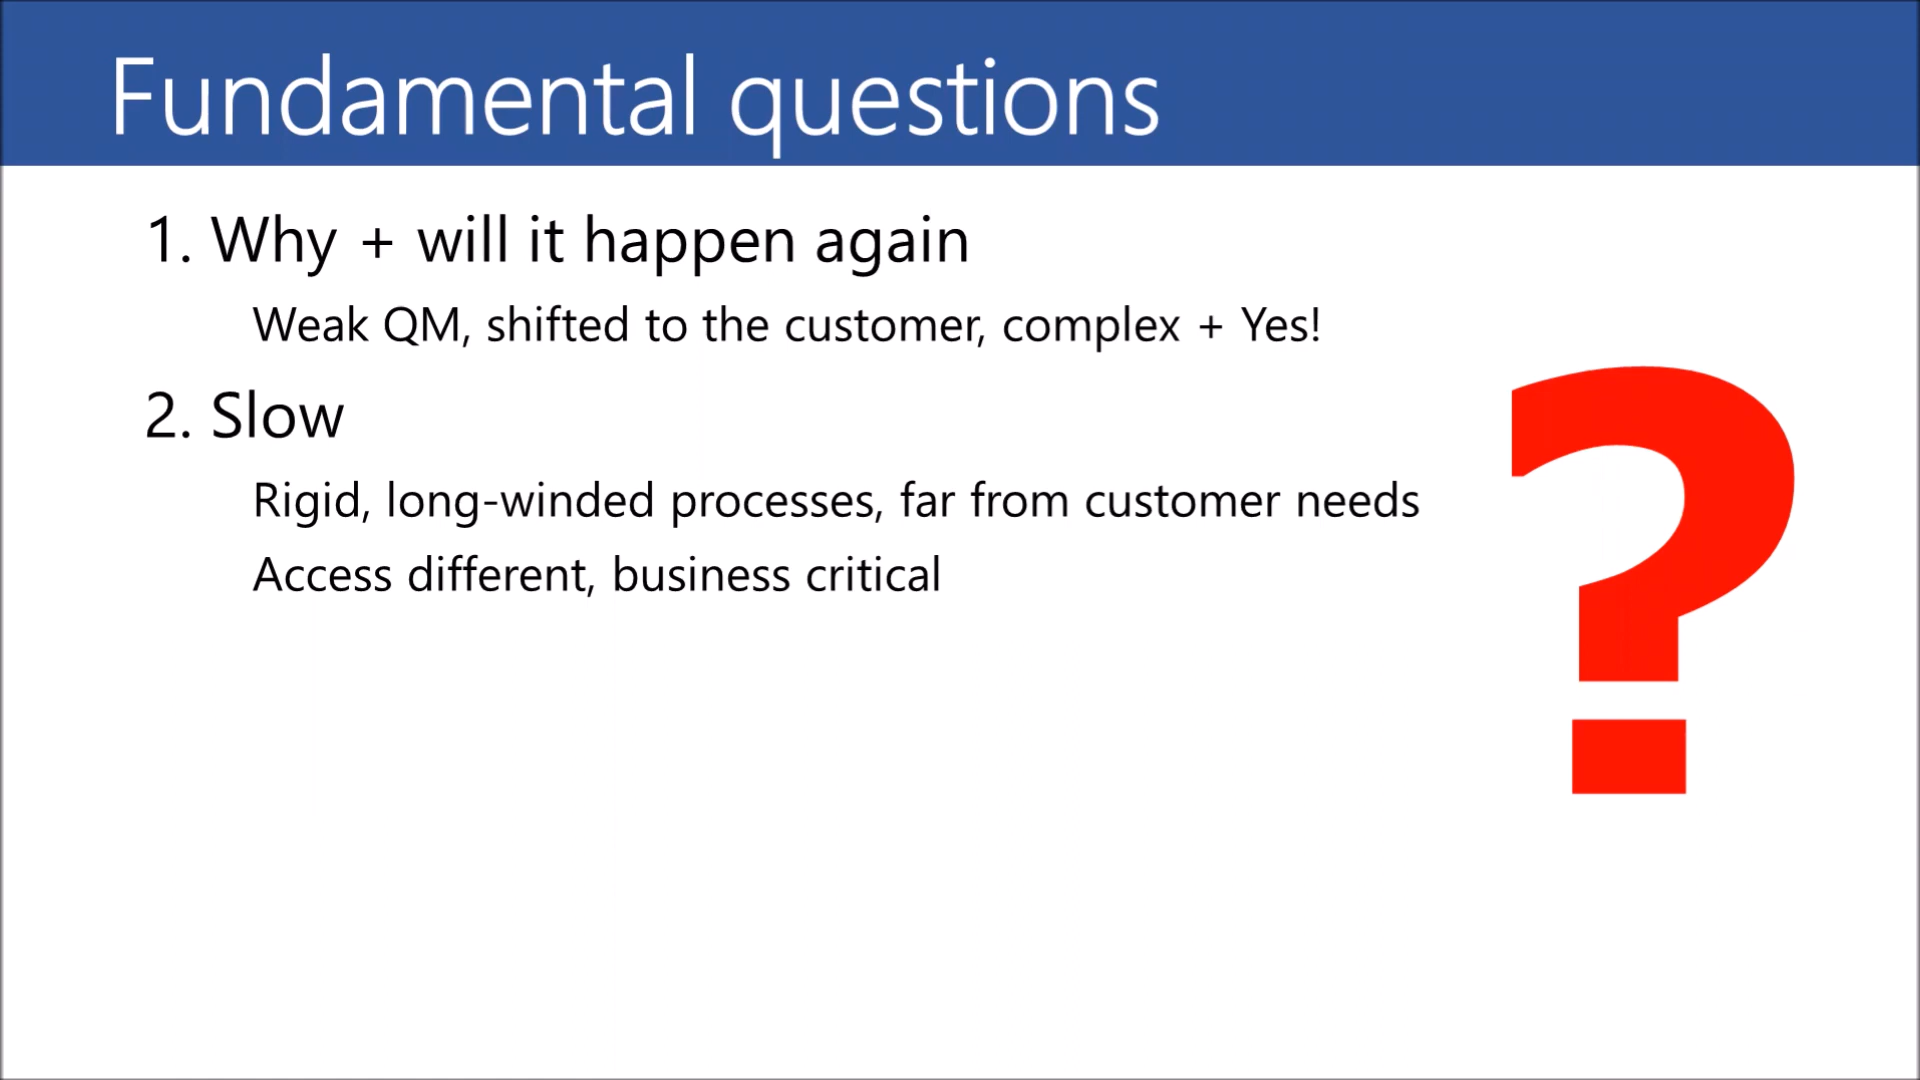 Fundamental questions
1. Why + will it happen again
Weak QM, shifted to the customer, complex + Yes!
2. Slow
Rigid, long-winded processes, far from customer needs
Access different, business critical
?